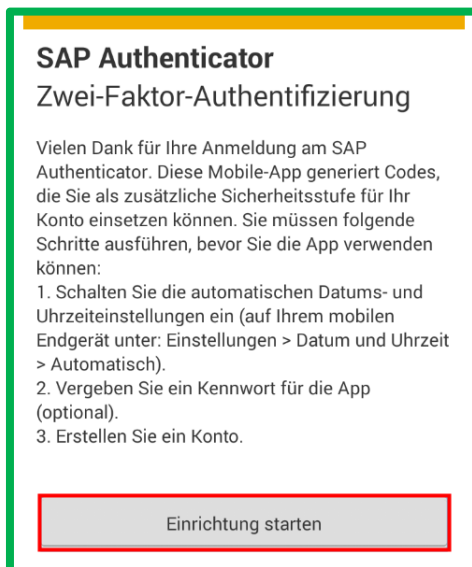 SAP Authenticator
Zwei-Faktor-Authentifizierung
Vielen Dank für Ihre Anmeldung am SAP
Authenticator. Diese Mobile-App generiert Codes,
die Sie als zusätzliche Sicherheitsstufe für Ihr
Konto einsetzen können. Sie müssen folgende
Schritte ausführen, bevor Sie die App verwenden
können:
1. Schalten Sie die automatischen Datums- und
Uhrzeiteinstellungen ein (auf Ihrem mobilen
Endgerät unter: Einstellungen > Datum und Uhrzeit
> Automatisch).
2. Vergeben Sie ein Kennwort für die App
(optional).
3. Erstellen Sie ein Konto.
Einrichtung starten